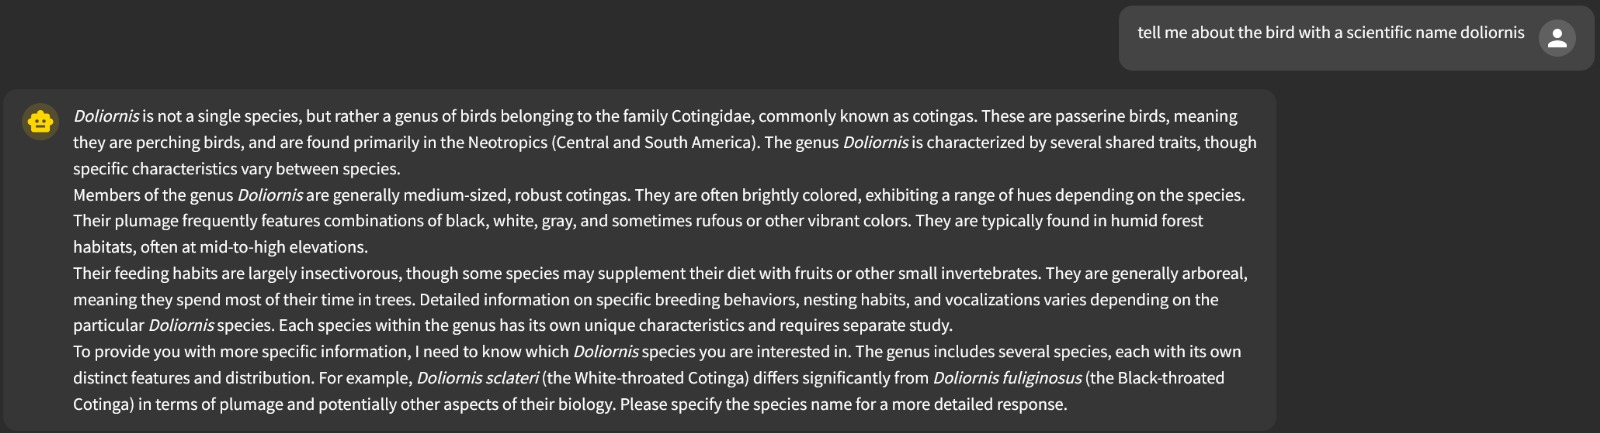 tell me about the bird with a scientific name doliornis
Doliornis is not a single species, but rather a genus of birds belonging to the family Cotingidae, commonly known as cotingas. These are passerine birds, meaning
they are perching birds, and are found primarily in the Neotropics (Central and South America). The genus Doliornis is characterized by several shared traits, though
specific characteristics vary between species.
Members of the genus Doliornis are generally medium-sized, robust cotingas. They are often brightly colored, exhibiting a range of hues depending on the species.
Their plumage frequently features combinations of black, white, gray, and sometimes rufous or other vibrant colors. They are typically found in humid forest
habitats, often at mid-to-high elevations.
Their feeding habits are largely insectivorous, though some species may supplement their diet with fruits or other small invertebrates. They are generally arboreal,
meaning they spend most of their time in trees. Detailed information on specific breeding behaviors, nesting habits, and vocalizations varies depending on the
particular Doliornis species. Each species within the genus has its own unique characteristics and requires separate study.
To provide you with more specific information, I need to know which Doliornis species you are interested in. The genus includes several species, each with its own
distinct features and distribution. For example, Doliornis sclateri (the White-throated Cotinga) differs significantly from Doliornis fuliginosus (the Black-throated
Cotinga) in terms of plumage and potentially other aspects of their biology. Please specify the species name for a more detailed response.